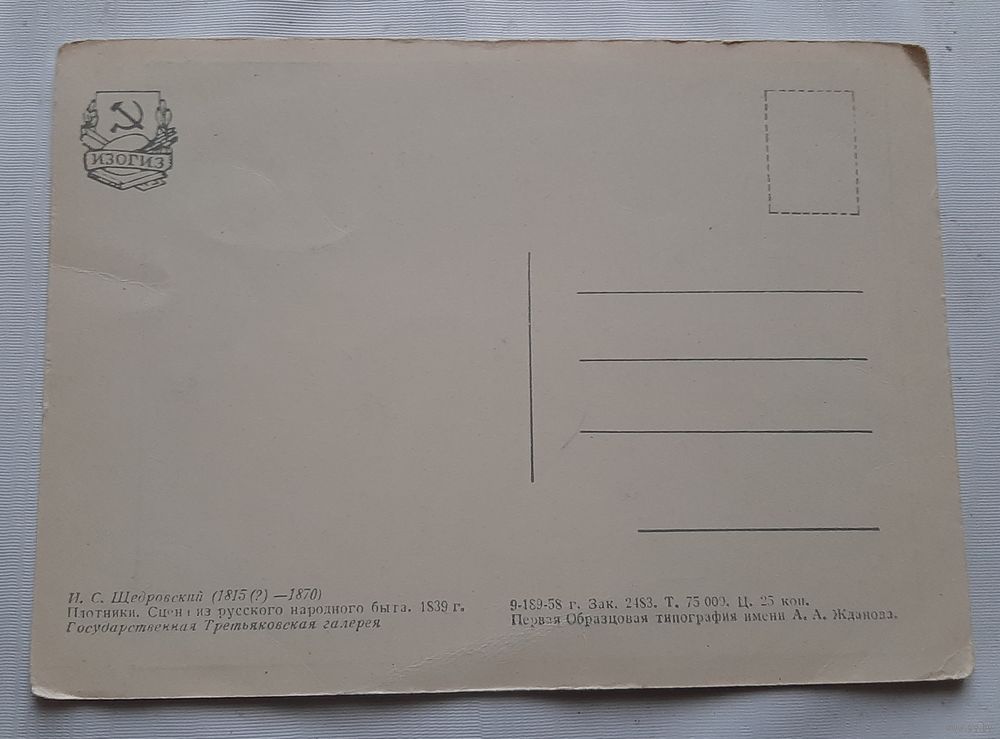 ИЗОГИЗ
И. С. Щедровский (1815 (?) —1870)
Плотники. Сцена из русского народного быта. 1839 г.
Государственная Третьяковская галерея
9-189-58 г. Зак. 2483. Т. 75 000. Ц. 25 коп.
Первая Образцовая типография имени А. А. Жданова.